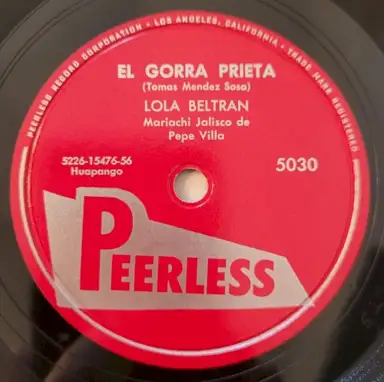 PEERLESS RECORD CORPORATION - LOS ANGELES, CALIFORNIA - TRADE MARK REGISTERED
EL GORRA PRIETA
(Tomas Mendez Sosa)
LOLA BELTRAN
Mariachi Jalisco de
Pepe Villa
5226-15476-56
Huapango
5030
PEERLESS